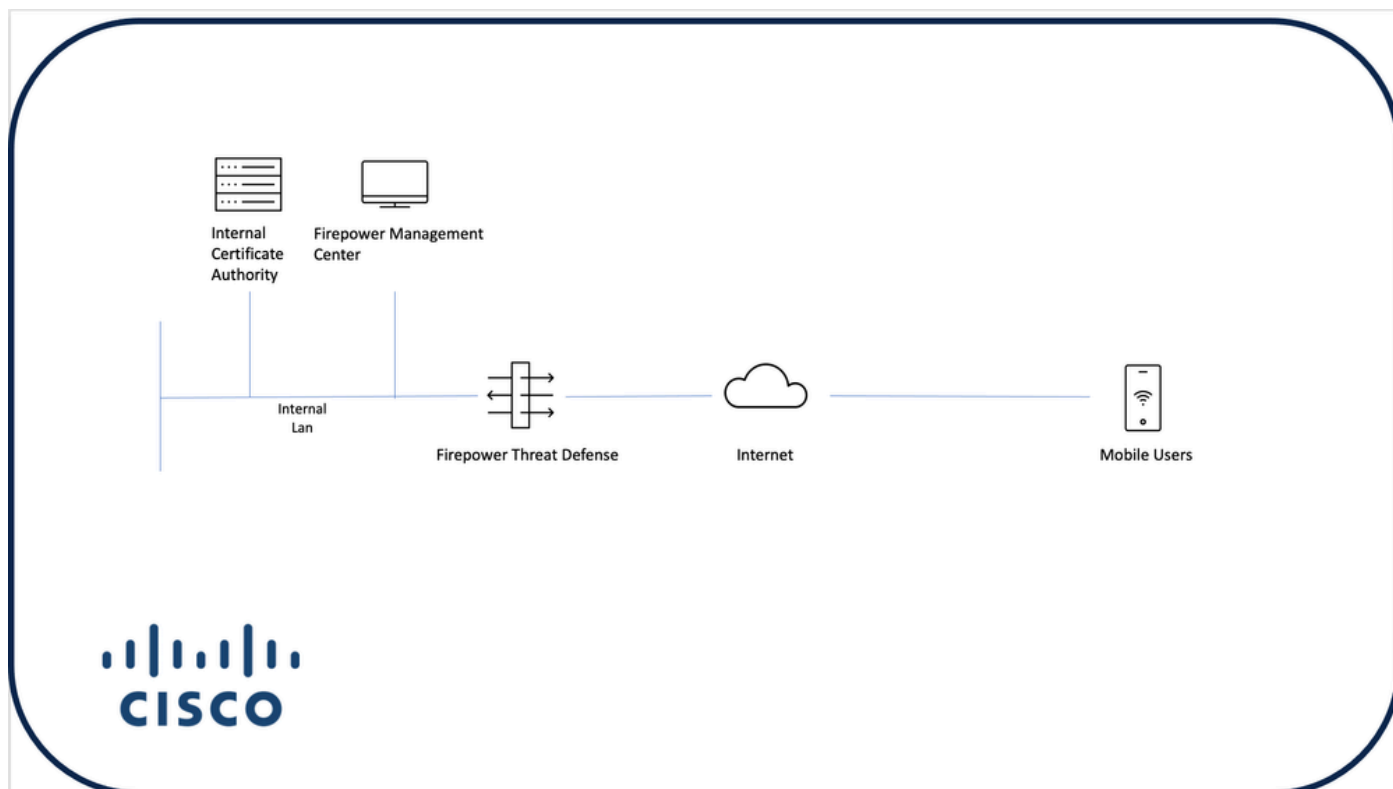 Internal
Certificate
Authority
Firepower Management
Center
Internal
Lan
Firepower Threat Defense
Internet
Mobile Users
CISCO